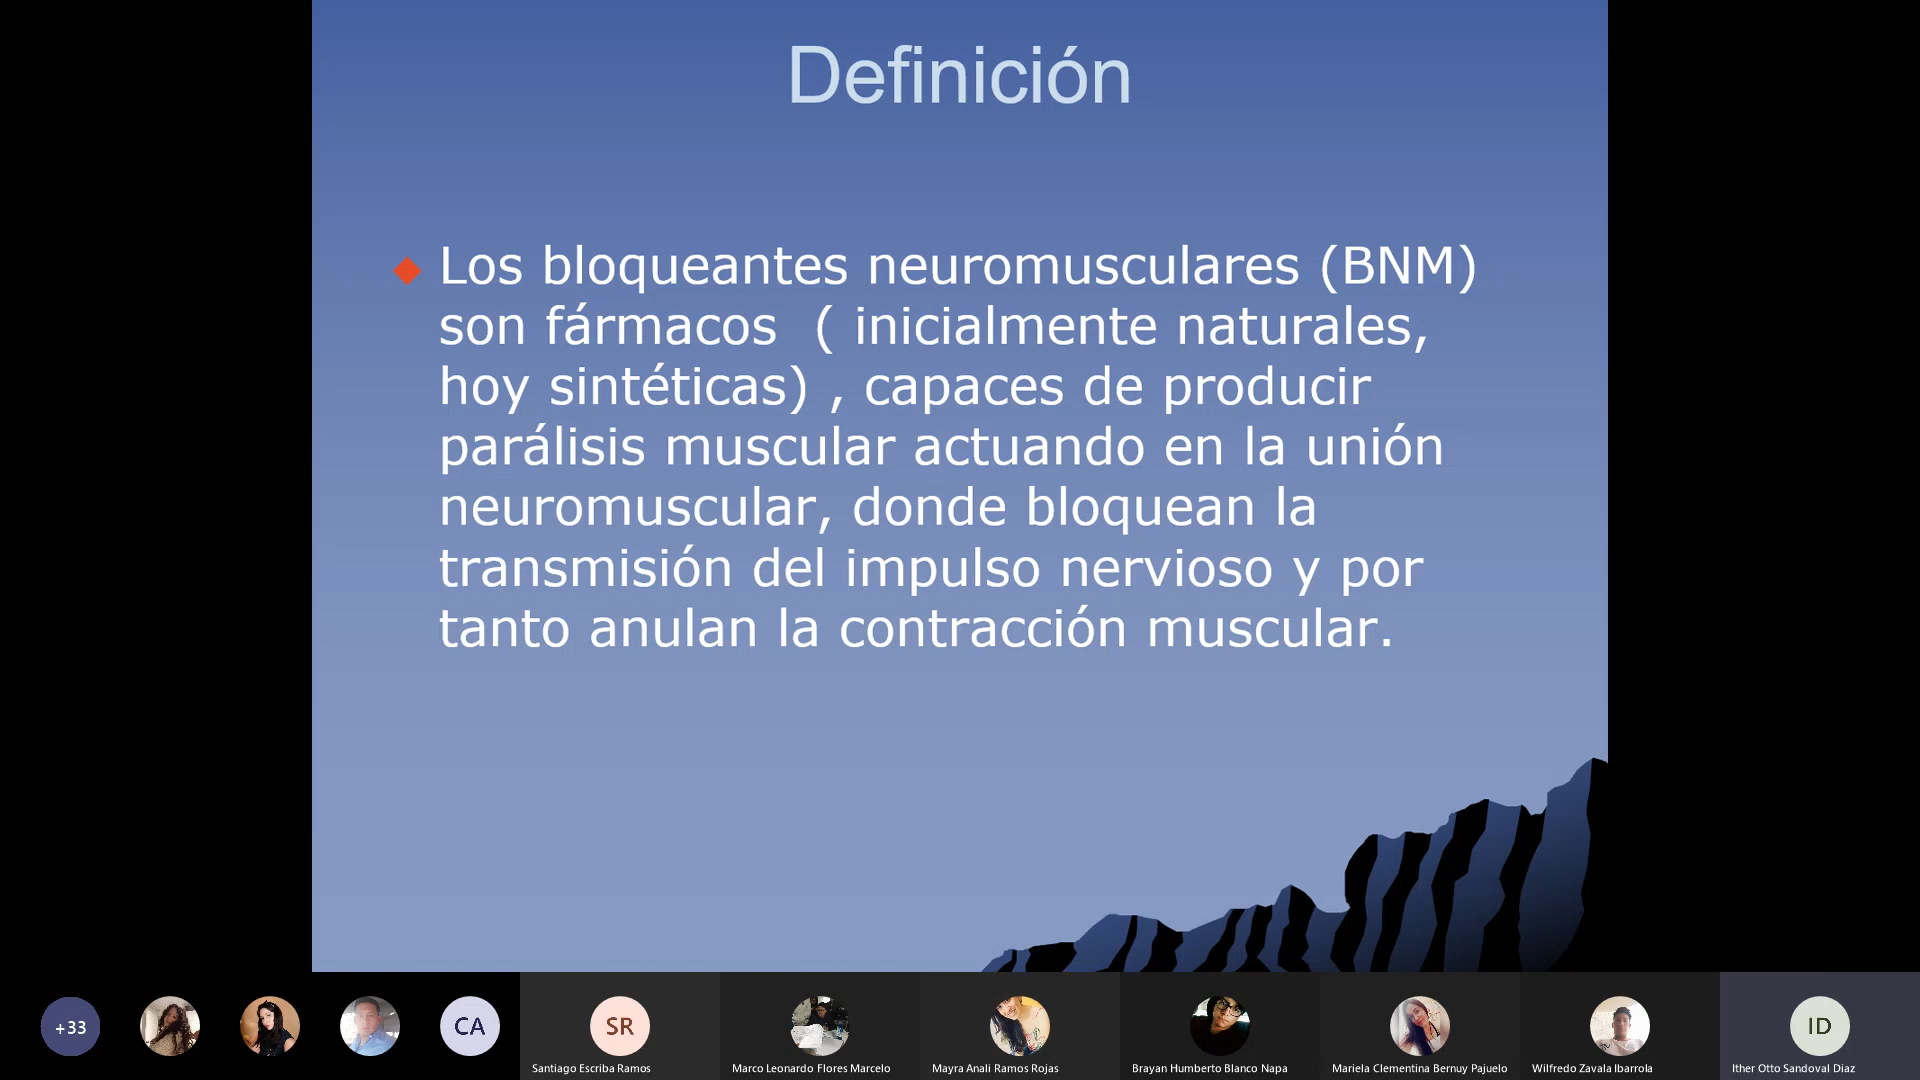 Definición
Los bloqueantes neuromusculares (BNM)
son fármacos ( inicialmente naturales,
hoy sintéticas) , capaces de producir
parálisis muscular actuando en la unión
neuromuscular, donde bloquean la
transmisión del impulso nervioso y por
tanto anulan la contracción muscular.
+33
CA
SR
ID
Santiago Escriba Ramos
Marco Leonardo Flores Marcelo
Mayra Anali Ramos Rojas
Brayan Humberto Blanco Napa
Mariela Clementina Bernuy Pajuelo
Wilfredo Zavala Ibarrola
Ither Otto Sandoval Diaz